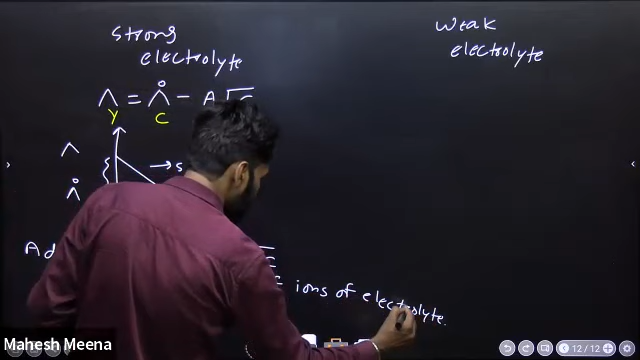 Strong
electrolyte
Weak
electrolyte
Λ = Λ° - A √C
Y C
Λ
Λ°
→ S
Ad
C
ions of electrolyte.
Mahesh Meena
12 / 12